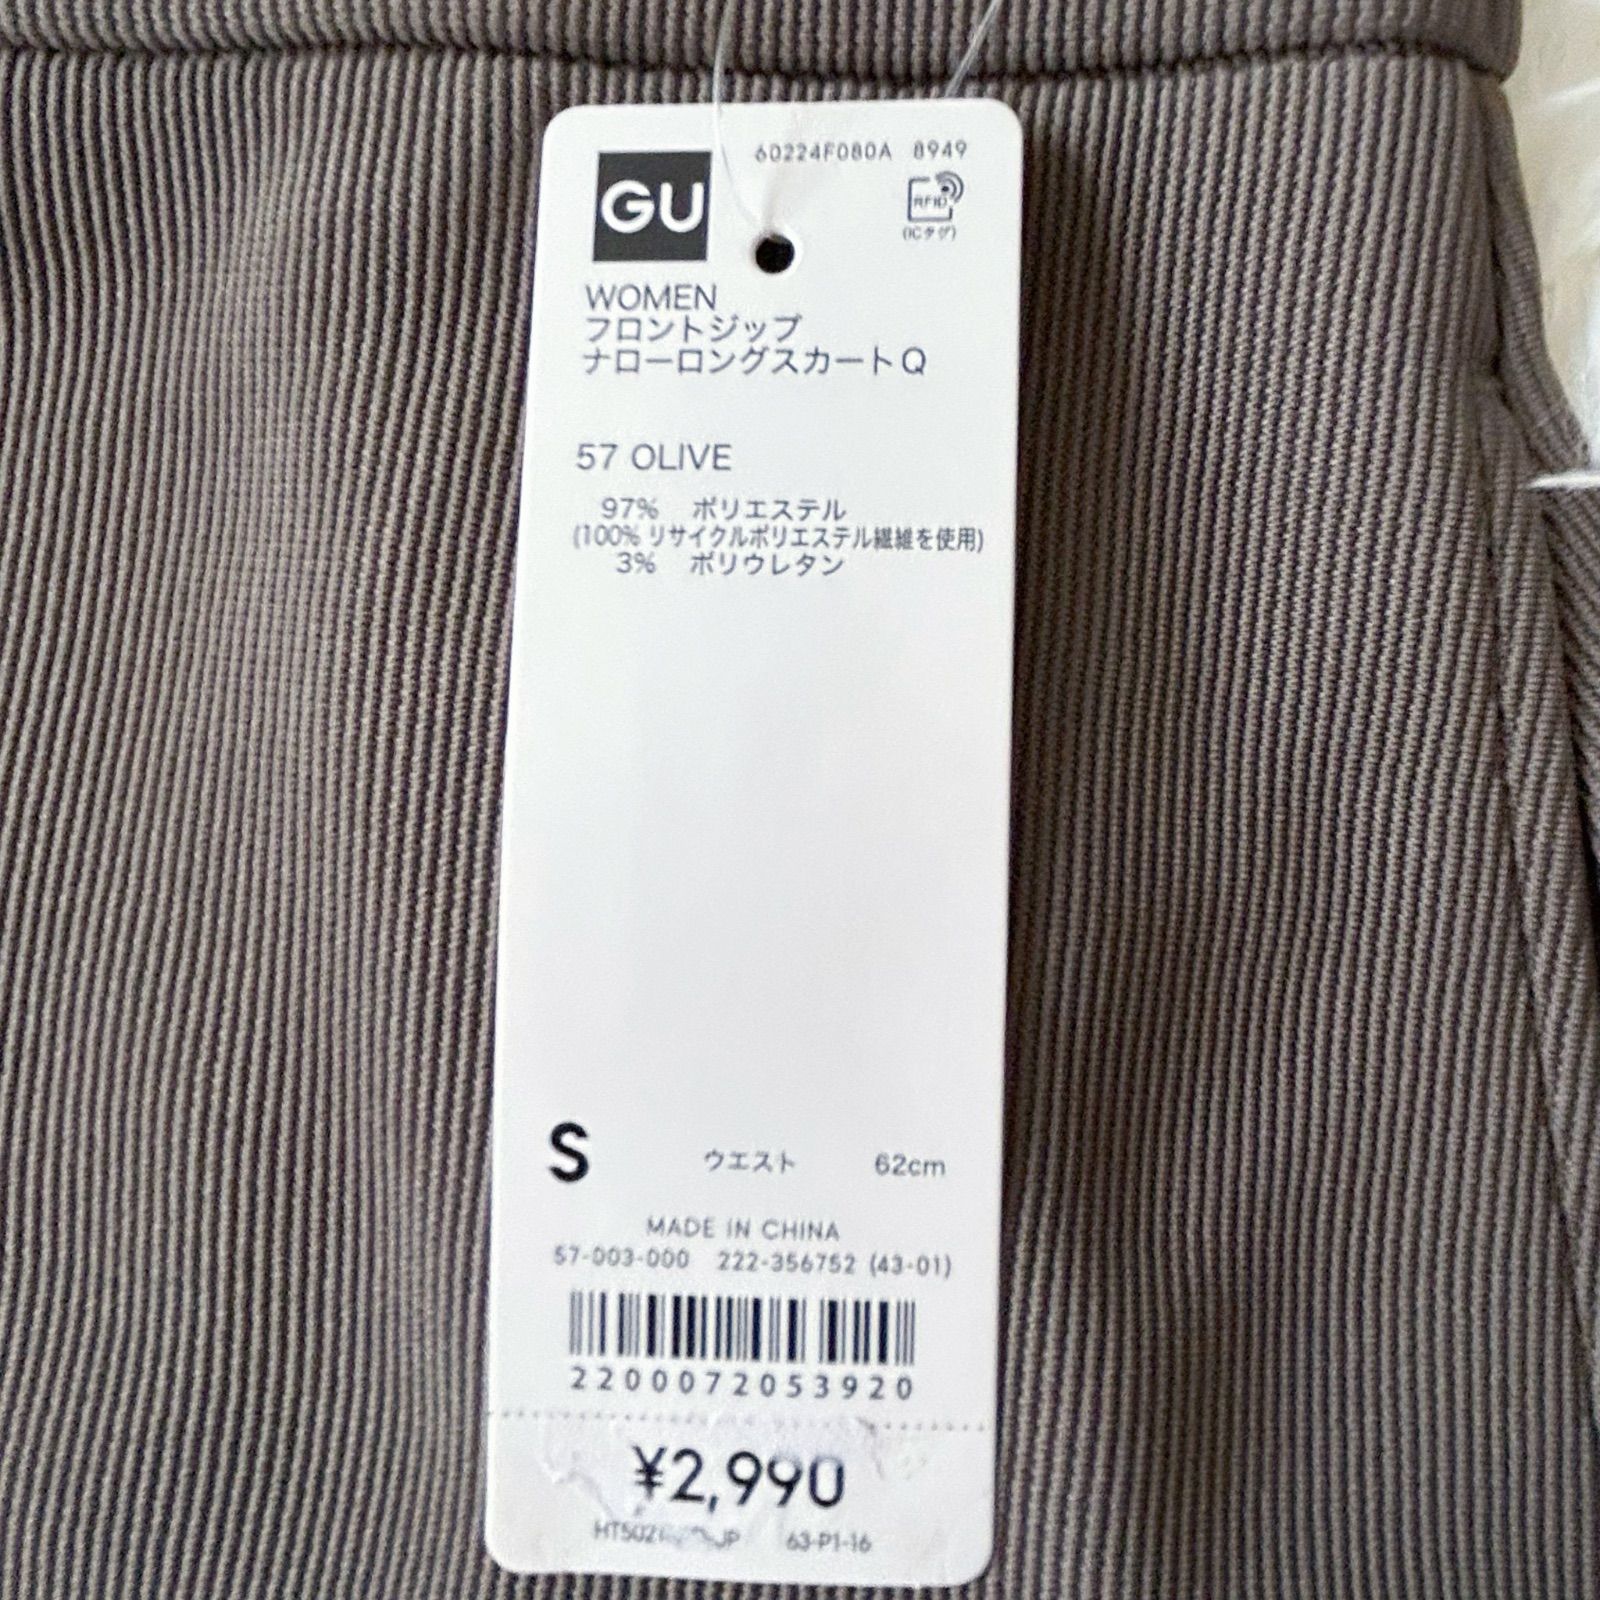 GU
60224F080A 8949
RFID
(ICタグ)
WOMEN
フロントジップ
ナローロングスカートQ
57 OLIVE
97% ポリエステル
(100% リサイクルポリエステル繊維を使用)
3% ポリウレタン
S ウエスト 62cm
MADE IN CHINA
57-003-000 222-356752 (43-01)
2200072053920
¥2,990
63-P1-16